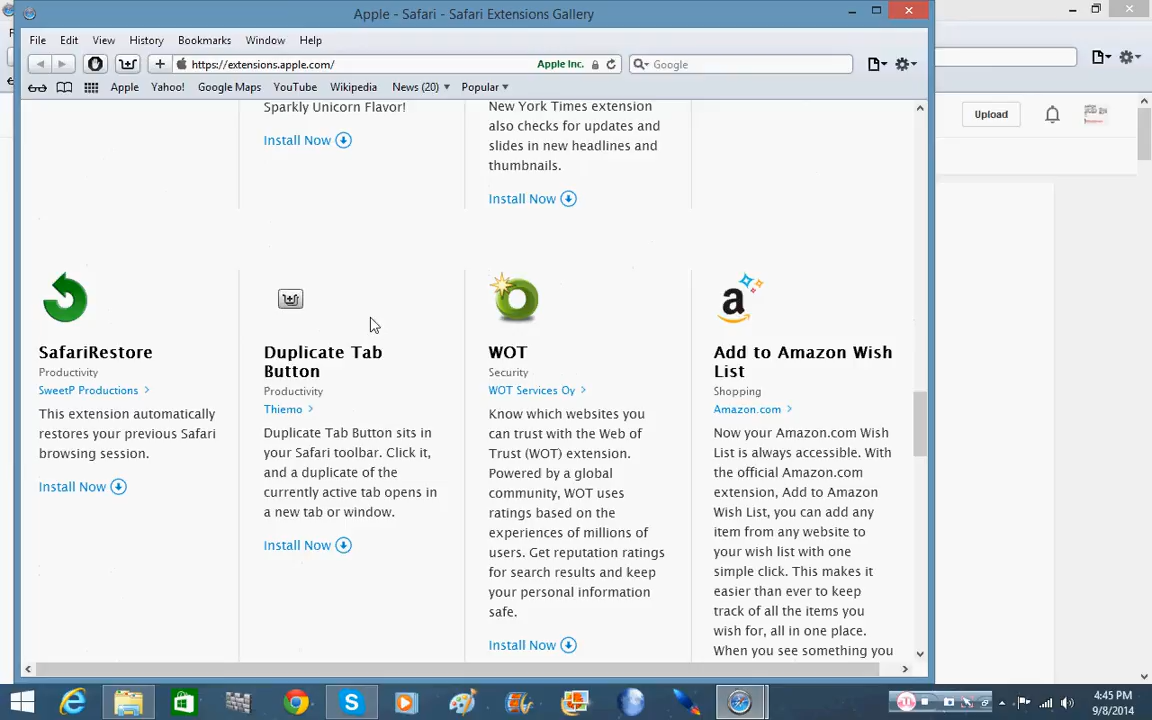 Apple - Safari - Safari Extensions Gallery
File Edit View History Bookmarks Window Help
https://extensions.apple.com/ Apple Inc. Google
Apple Yahoo! Google Maps YouTube Wikipedia News (20) Popular
Upload
Sparkly Unicorn Flavor!
Install Now
New York Times extension
also checks for updates and
slides in new headlines and
thumbnails.
Install Now
SafariRestore
Productivity
SweetP Productions
This extension automatically
restores your previous Safari
browsing session.
Install Now
Duplicate Tab
Button
Productivity
Thiemo
Duplicate Tab Button sits in
your Safari toolbar. Click it,
and a duplicate of the
currently active tab opens in
a new tab or window.
Install Now
WOT
Security
WOT Services Oy
Know which websites you
can trust with the Web of
Trust (WOT) extension.
Powered by a global
community, WOT uses
ratings based on the
experiences of millions of
users. Get reputation ratings
for search results and keep
your personal information
safe.
Install Now
Add to Amazon Wish
List
Shopping
Amazon.com
Now your Amazon.com Wish
List is always accessible. With
the official Amazon.com
extension, Add to Amazon
Wish List, you can add any
item from any website to
your wish list with one
simple click. This makes it
easier than ever to keep
track of all the items you
wish for, all in one place.
When you see something you
4:45 PM
9/8/2014